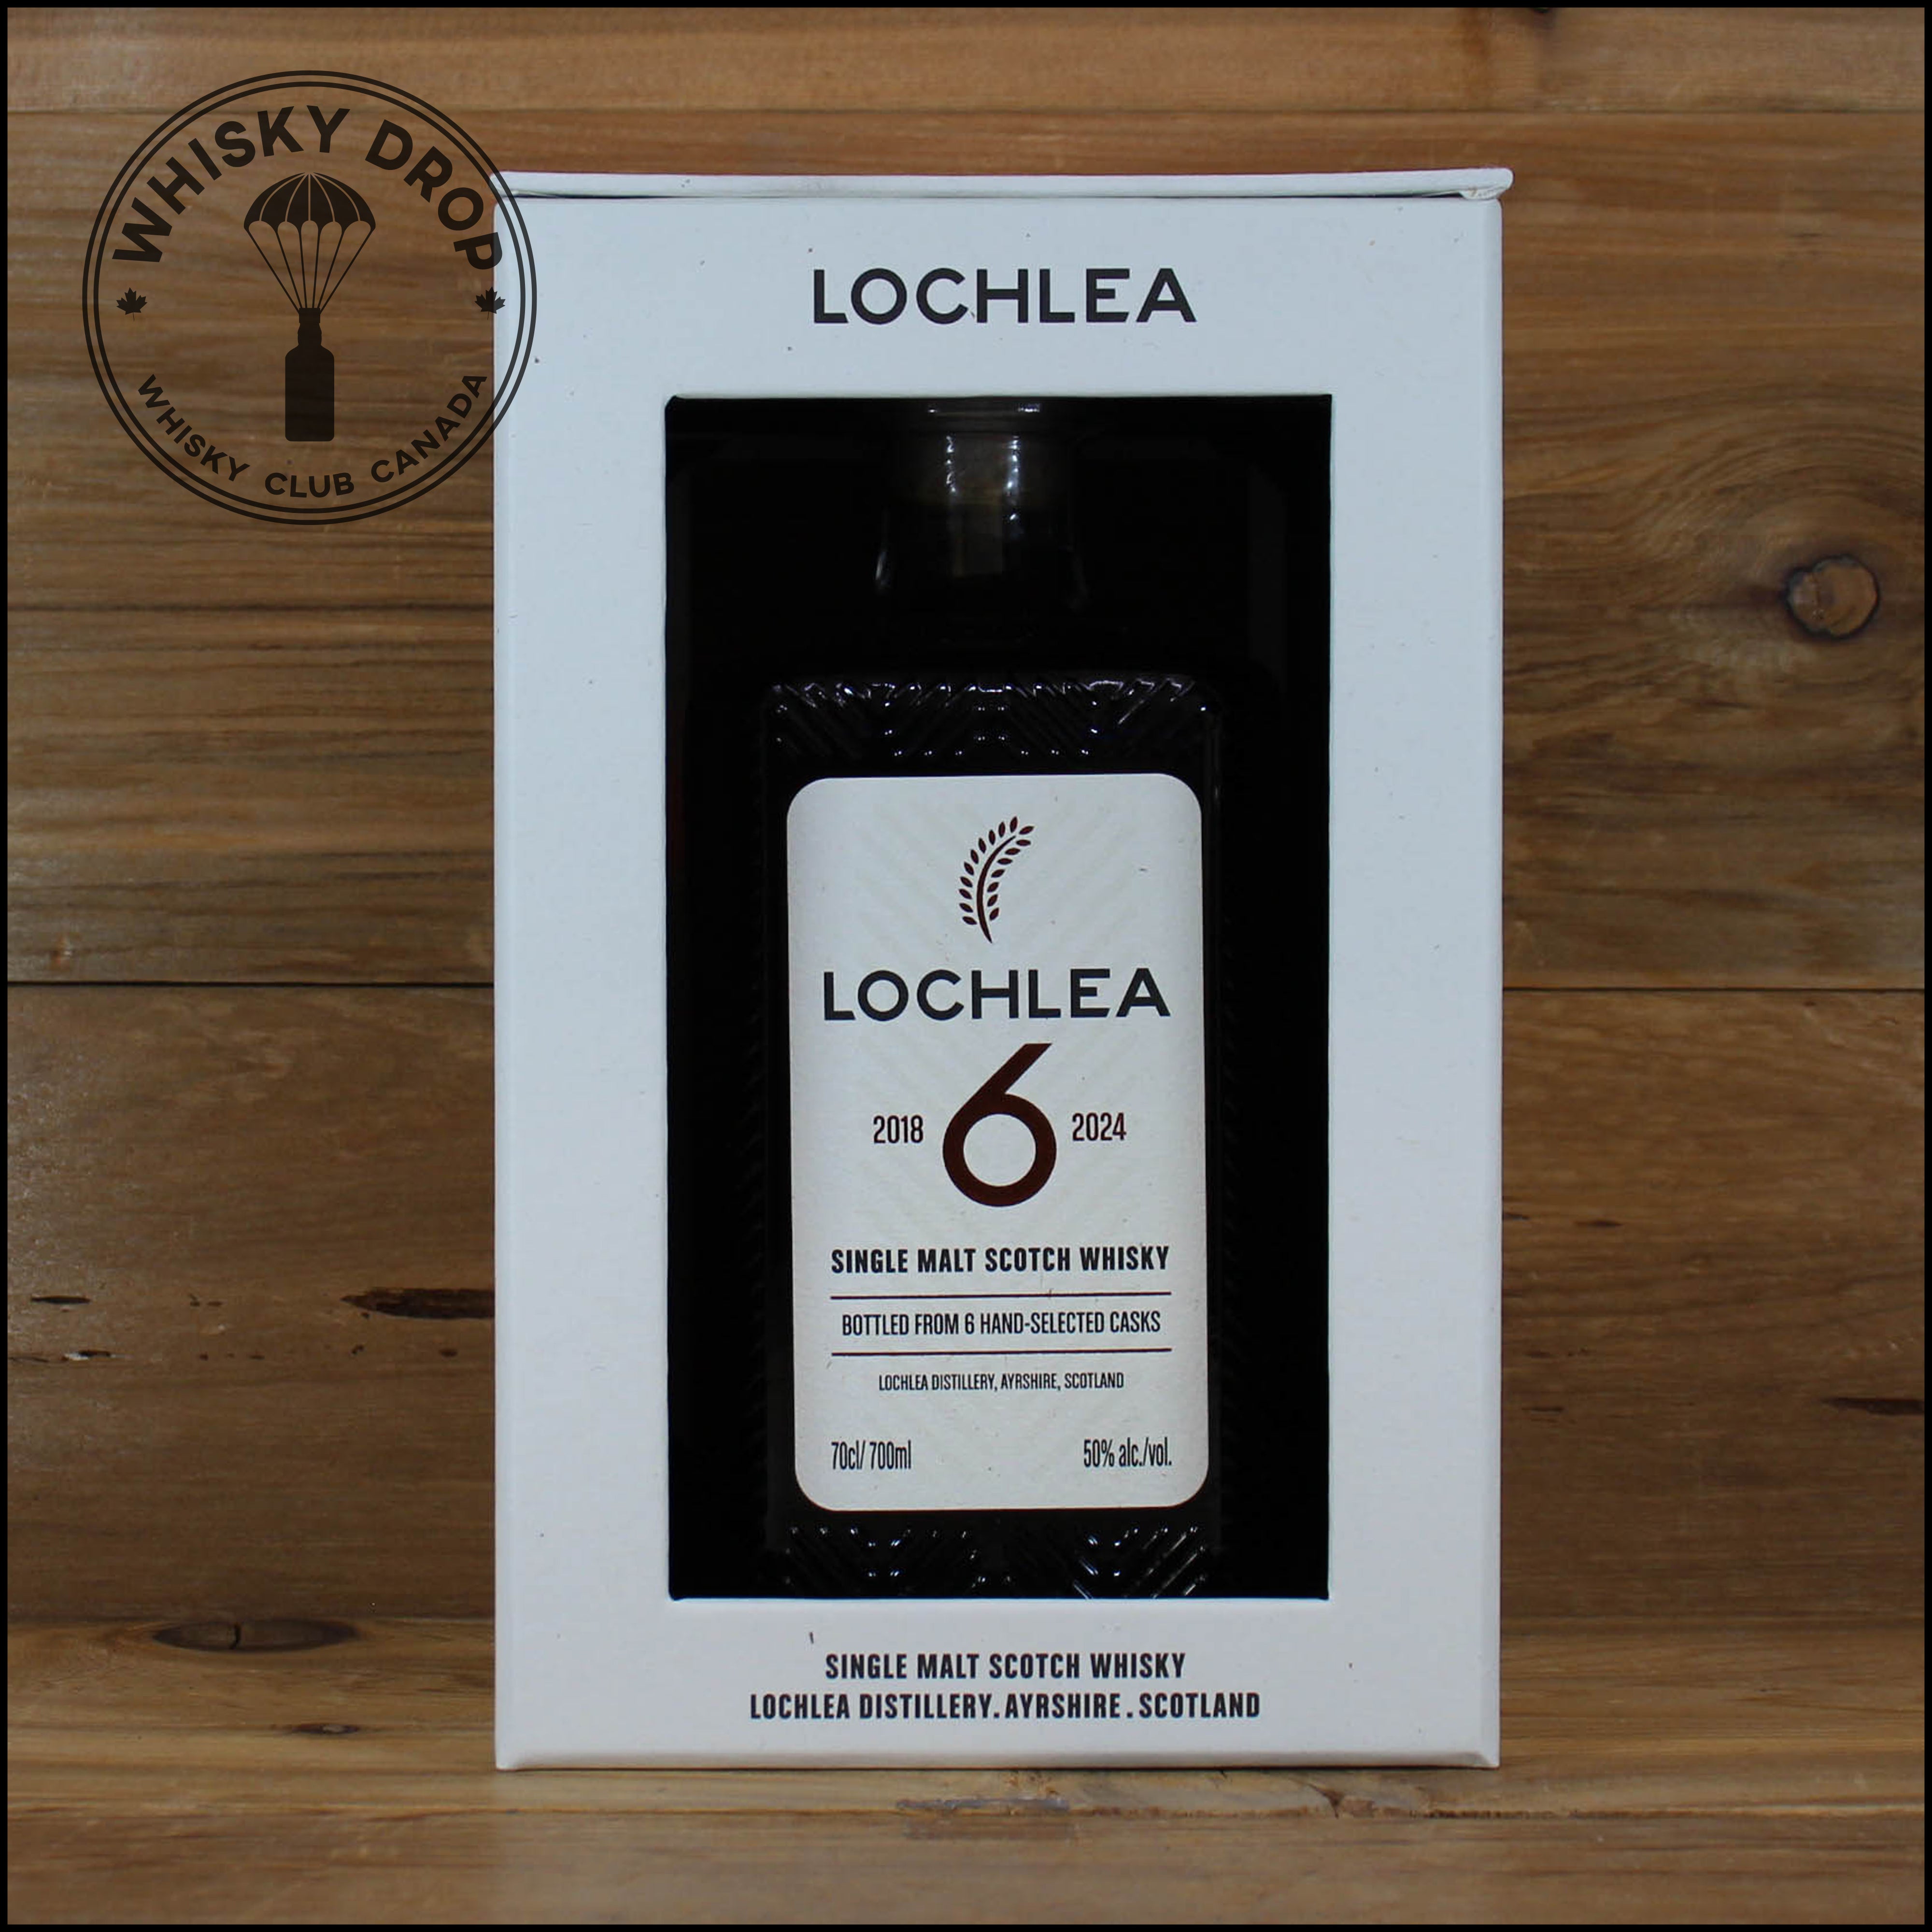 WHISKY DROP
WHISKY CLUB CANADA
LOCHLEA
LOCHLEA
6
2018 2024
SINGLE MALT SCOTCH WHISKY
BOTTLED FROM 6 HAND-SELECTED CASKS
LOCHLEA DISTILLERY, AYRSHIRE, SCOTLAND
70cl/700ml 50% alc./vol.
SINGLE MALT SCOTCH WHISKY
LOCHLEA DISTILLERY. AYRSHIRE. SCOTLAND